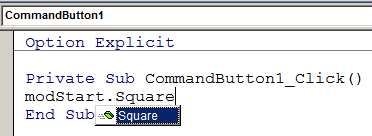 CommandButton1
Option Explicit
Private Sub CommandButton1_Click()
modStart.Square
End Sub
Square